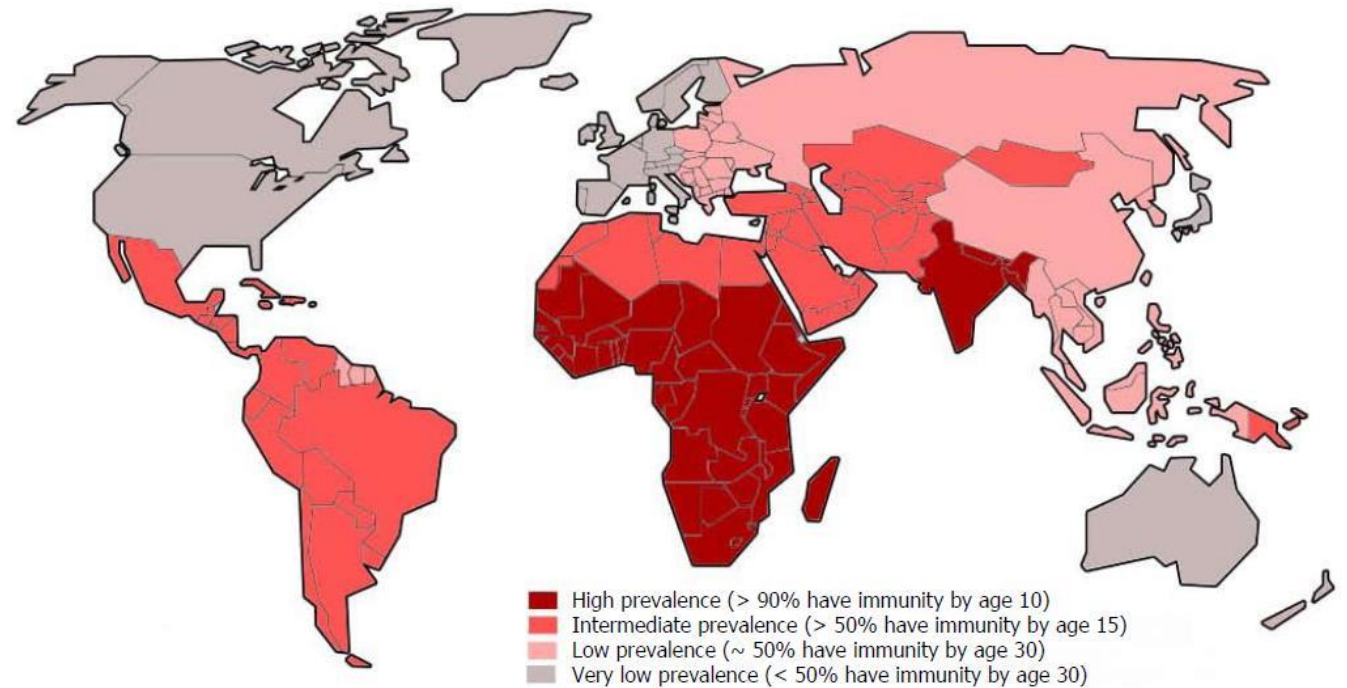 High prevalence (> 90% have immunity by age 10)
Intermediate prevalence (> 50% have immunity by age 15)
Low prevalence (~ 50% have immunity by age 30)
Very low prevalence (< 50% have immunity by age 30)